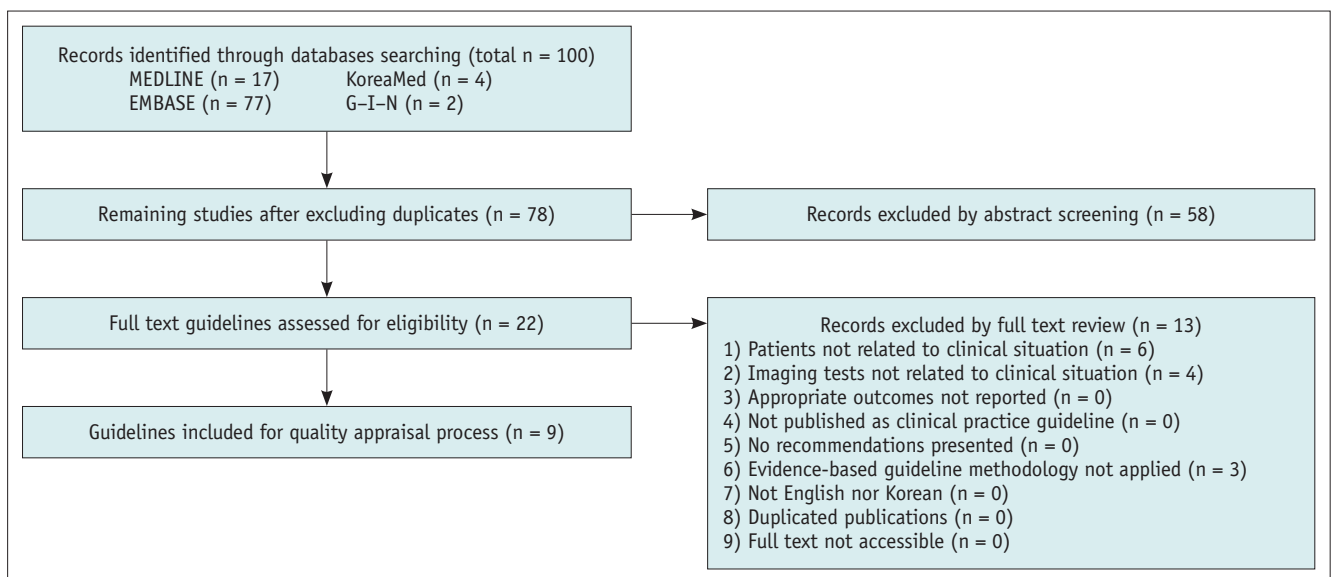 Records identified through databases searching (total n = 100)
MEDLINE (n = 17) KoreaMed (n = 4)
EMBASE (n = 77) G–I–N (n = 2)
Remaining studies after excluding duplicates (n = 78)
Records excluded by abstract screening (n = 58)
Full text guidelines assessed for eligibility (n = 22)
Records excluded by full text review (n = 13)
1) Patients not related to clinical situation (n = 6)
2) Imaging tests not related to clinical situation (n = 4)
3) Appropriate outcomes not reported (n = 0)
4) Not published as clinical practice guideline (n = 0)
5) No recommendations presented (n = 0)
6) Evidence-based guideline methodology not applied (n = 3)
7) Not English nor Korean (n = 0)
8) Duplicated publications (n = 0)
9) Full text not accessible (n = 0)
Guidelines included for quality appraisal process (n = 9)